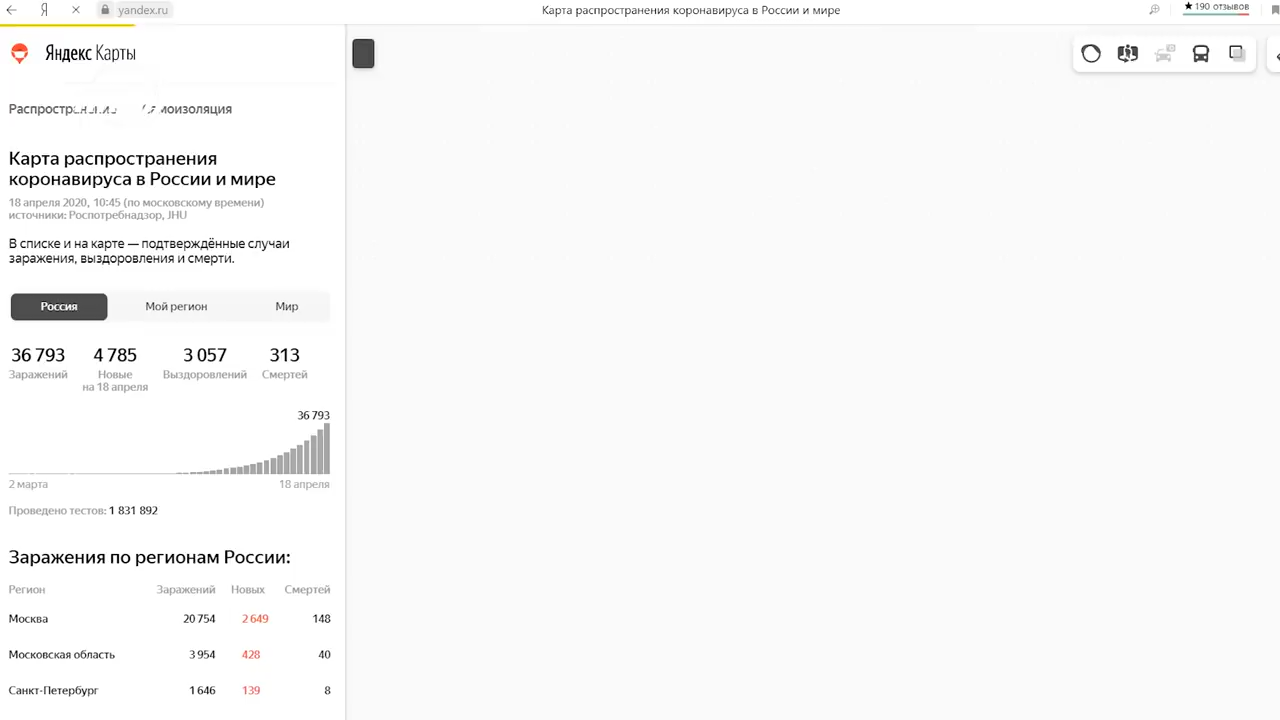 Я
yandex.ru
Карта распространения коронавируса в России и мире
★ 190 отзывов
Яндекс Карты
Карта распространения
коронавируса в России и мире
18 апреля 2020, 10:45 (по московскому времени)
источники: Роспотребнадзор, JHU
В списке и на карте — подтверждённые случаи
заражения, выздоровления и смерти.
Россия Мой регион Мир
36 793 4 785 3 057 313
Заражений Новые Выздоровлений Смертей
на 18 апреля
36 793
2 марта 18 апреля
Проведено тестов: 1 831 892
Заражения по регионам России:
Регион Заражений Новых Смертей
Москва 20 754 2 649 148
Московская область 3 954 428 40
Санкт-Петербург 1 646 139 8